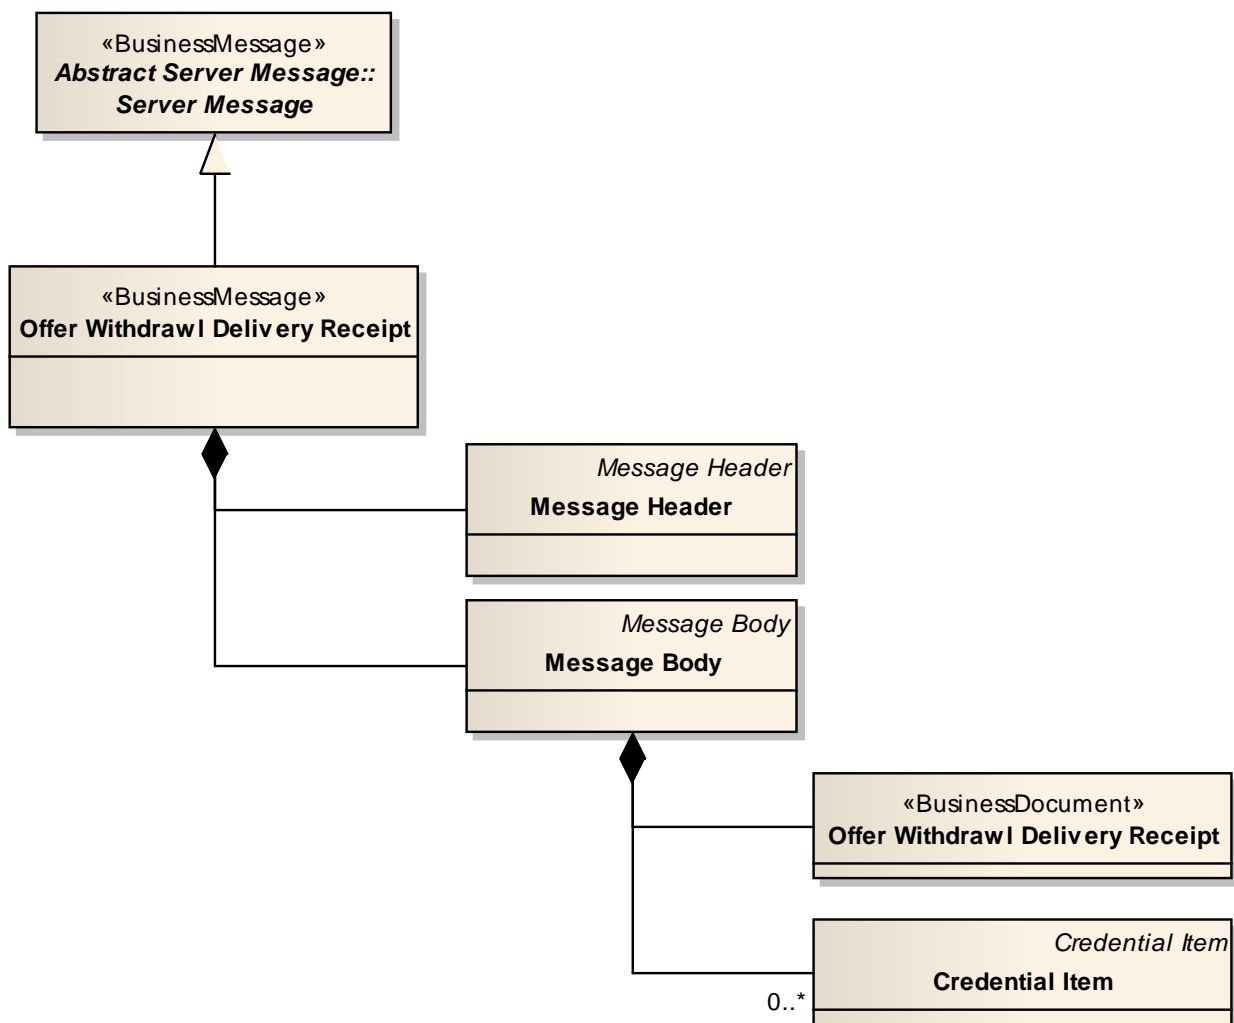 «BusinessMessage»
Abstract Server Message::
Server Message
«BusinessMessage»
Offer Withdrawl Delivery Receipt
Message Header
Message Header
Message Body
Message Body
«BusinessDocument»
Offer Withdrawl Delivery Receipt
Credential Item
Credential Item
0..*